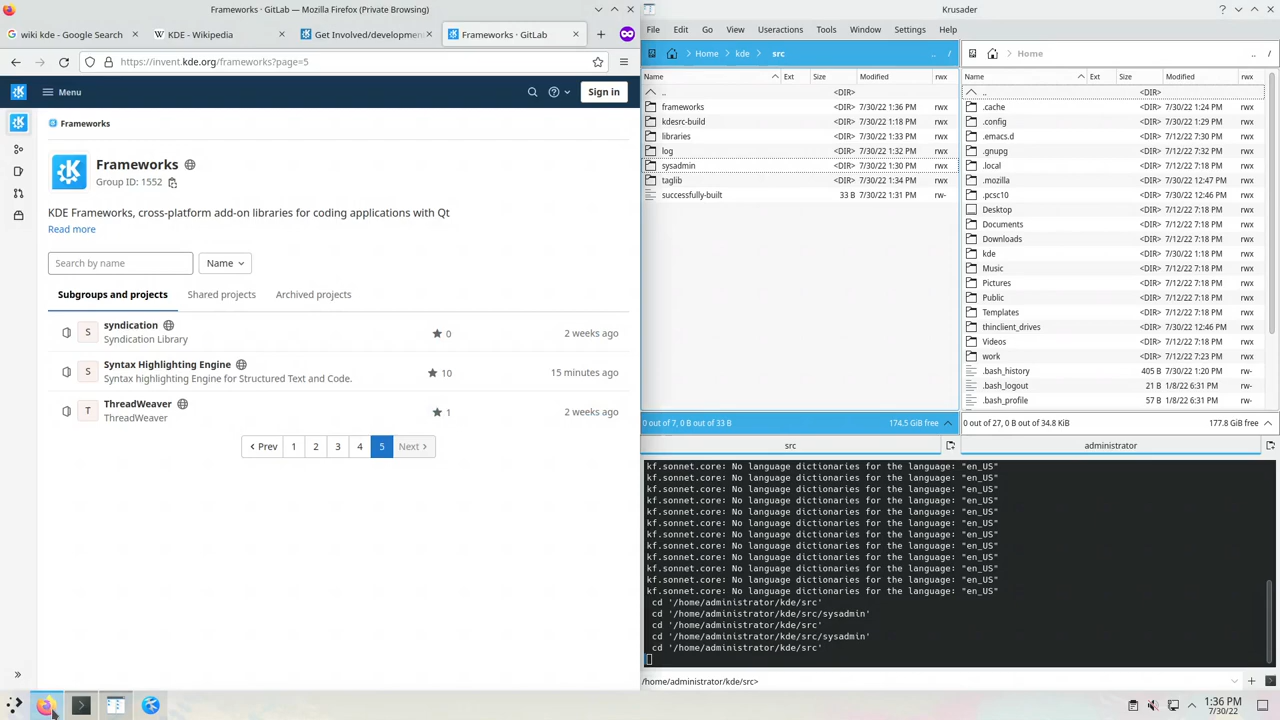 Frameworks · GitLab — Mozilla Firefox (Private Browsing)
wiki kde - Google Search
KDE - Wikipedia
Get Involved/developmen
Frameworks · GitLab
https://invent.kde.org/frameworks?page=5
Menu
Sign in
Frameworks
Frameworks
Group ID: 1552
KDE Frameworks, cross-platform add-on libraries for coding applications with Qt
Read more
Search by name
Name
Subgroups and projects Shared projects Archived projects
S syndication 0 2 weeks ago
Syndication Library
S Syntax Highlighting Engine 10 15 minutes ago
Syntax highlighting Engine for Structured Text and Code.
T ThreadWeaver 1 2 weeks ago
ThreadWeaver
Prev 1 2 3 4 5 Next
Krusader
File Edit Go View Useractions Tools Window Settings Help
Home kde src .. /
Name Ext Size Modified rwx
.. <DIR>
frameworks <DIR> 7/30/22 1:36 PM rwx
kdesrc-build <DIR> 7/30/22 1:18 PM rwx
libraries <DIR> 7/30/22 1:33 PM rwx
log <DIR> 7/30/22 1:32 PM rwx
sysadmin <DIR> 7/30/22 1:30 PM rwx
taglib <DIR> 7/30/22 1:34 PM rwx
successfully-built 33 B 7/30/22 1:31 PM rw-
0 out of 7, 0 B out of 33 B 174.5 GiB free
src
Home .. /
Name Ext Size Modified rwx
.. <DIR>
.cache <DIR> 7/30/22 1:24 PM rwx
.config <DIR> 7/30/22 1:29 PM rwx
.emacs.d <DIR> 7/12/22 7:30 PM rwx
.gnupg <DIR> 7/12/22 7:32 PM rwx
.local <DIR> 7/12/22 7:18 PM rwx
.mozilla <DIR> 7/30/22 12:47 PM rwx
.pcsc10 <DIR> 7/30/22 12:46 PM rwx
Desktop <DIR> 7/12/22 7:18 PM rwx
Documents <DIR> 7/12/22 7:18 PM rwx
Downloads <DIR> 7/12/22 7:18 PM rwx
kde <DIR> 7/30/22 1:18 PM rwx
Music <DIR> 7/12/22 7:18 PM rwx
Pictures <DIR> 7/12/22 7:18 PM rwx
Public <DIR> 7/12/22 7:18 PM rwx
Templates <DIR> 7/12/22 7:18 PM rwx
thinclient_drives <DIR> 7/30/22 12:46 PM rwx
Videos <DIR> 7/12/22 7:18 PM rwx
work <DIR> 7/12/22 7:23 PM rwx
.bash_history 405 B 7/30/22 1:20 PM rw-
.bash_logout 21 B 1/8/22 6:31 PM rw-
.bash_profile 57 B 1/8/22 6:31 PM rw-
0 out of 27, 0 B out of 34.8 KiB 177.8 GiB free
administrator
kf.sonnet.core: No language dictionaries for the language: "en_US"
kf.sonnet.core: No language dictionaries for the language: "en_US"
kf.sonnet.core: No language dictionaries for the language: "en_US"
kf.sonnet.core: No language dictionaries for the language: "en_US"
kf.sonnet.core: No language dictionaries for the language: "en_US"
kf.sonnet.core: No language dictionaries for the language: "en_US"
kf.sonnet.core: No language dictionaries for the language: "en_US"
kf.sonnet.core: No language dictionaries for the language: "en_US"
kf.sonnet.core: No language dictionaries for the language: "en_US"
kf.sonnet.core: No language dictionaries for the language: "en_US"
kf.sonnet.core: No language dictionaries for the language: "en_US"
kf.sonnet.core: No language dictionaries for the language: "en_US"
cd '/home/administrator/kde/src'
cd '/home/administrator/kde/src/sysadmin'
cd '/home/administrator/kde/src'
cd '/home/administrator/kde/src/sysadmin'
cd '/home/administrator/kde/src'
/home/administrator/kde/src>
1:36 PM
7/30/22